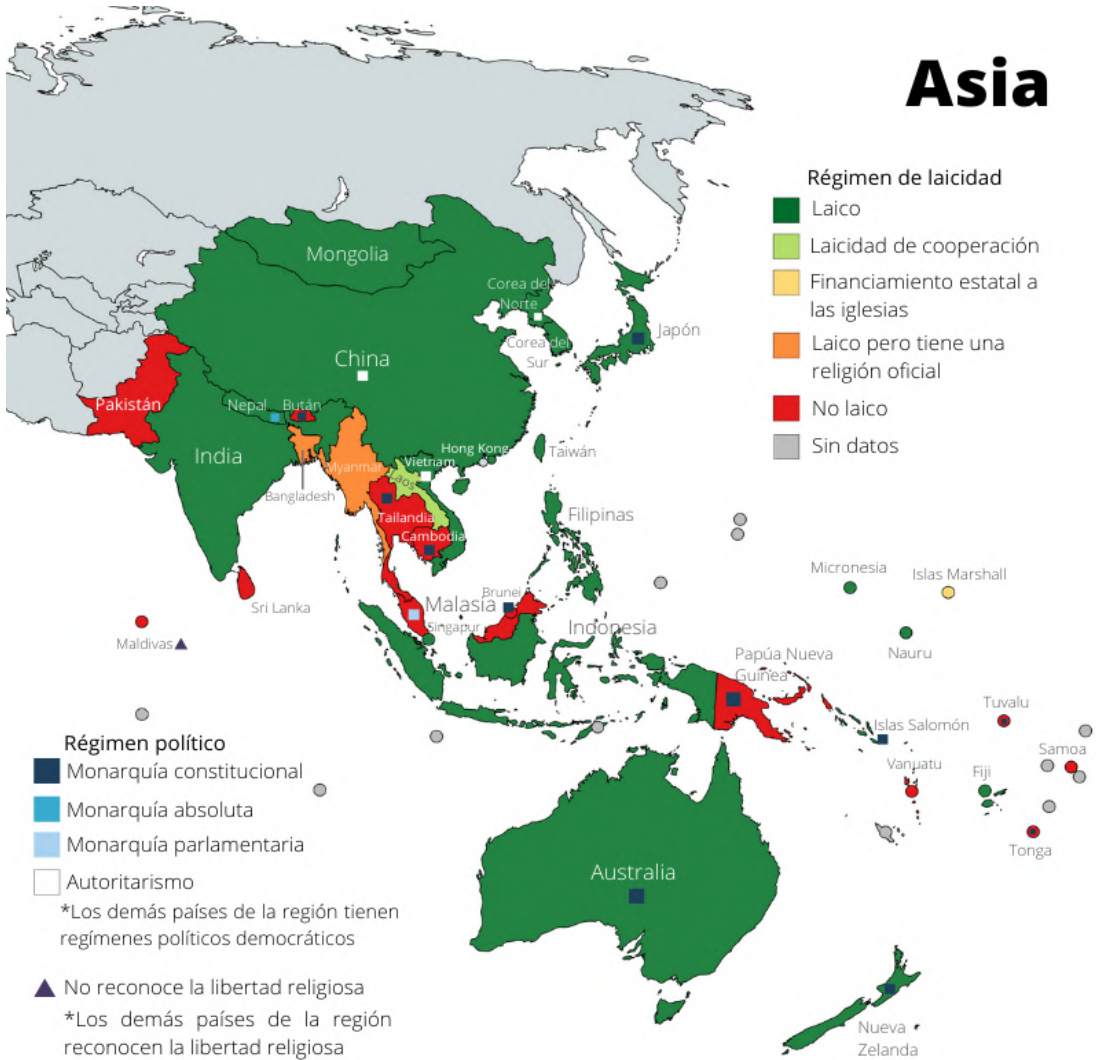 Asia
Régimen de laicidad
Laico
Laicidad de cooperación
Financiamiento estatal a
las iglesias
Laico pero tiene una
religión oficial
No laico
Sin datos
Mongolia
Corea del
Norte
Corea del
Sur
Japón
China
Pakistán
Nepal
Bután
India
Bangladesh
Myanmar
Hong Kong
Vietnam
Laos
Taiwán
Tailandia
Cambodia
Filipinas
Sri Lanka
Maldivas
Brunei
Malasia
Singapur
Indonesia
Micronesia
Islas Marshall
Nauru
Papúa Nueva
Guinea
Tuvalu
Islas Salomón
Samoa
Vanuatu
Fiji
Tonga
Australia
Nueva
Zelanda
Régimen político
Monarquía constitucional
Monarquía absoluta
Monarquía parlamentaria
Autoritarismo
*Los demás países de la región tienen
regímenes políticos democráticos
No reconoce la libertad religiosa
*Los demás países de la región
reconocen la libertad religiosa